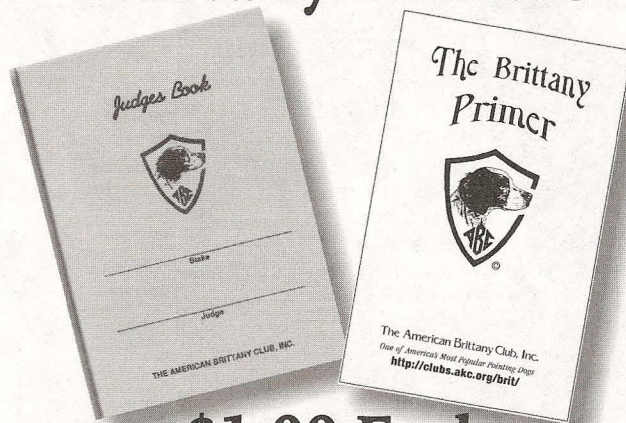 Judges Book
ABC
Stake
Judge
THE AMERICAN BRITTANY CLUB, INC.
The Brittany
Primer
ABC
©
The American Brittany Club, Inc.
One of America's Most Popular Pointing Dogs
http://clubs.akc.org/brit/